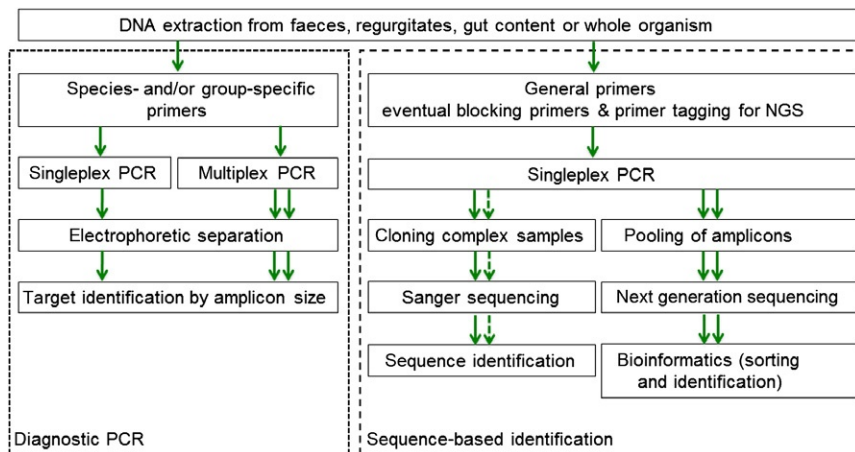 DNA extraction from faeces, regurgitates, gut content or whole organism
Species- and/or group-specific
primers
General primers
eventual blocking primers & primer tagging for NGS
Singleplex PCR
Multiplex PCR
Singleplex PCR
Electrophoretic separation
Cloning complex samples
Pooling of amplicons
Target identification by amplicon size
Sanger sequencing
Next generation sequencing
Sequence identification
Bioinformatics (sorting
and identification)
Diagnostic PCR
Sequence-based identification